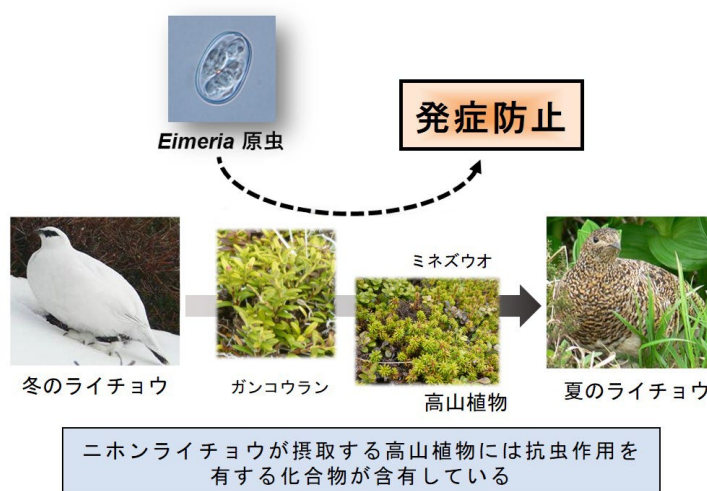 Eimeria 原虫
発症防止
ミネズウオ
冬のライチョウ
ガンコウラン
高山植物
夏のライチョウ
ニホンライチョウが摂取する高山植物には抗虫作用を
有する化合物が含有している